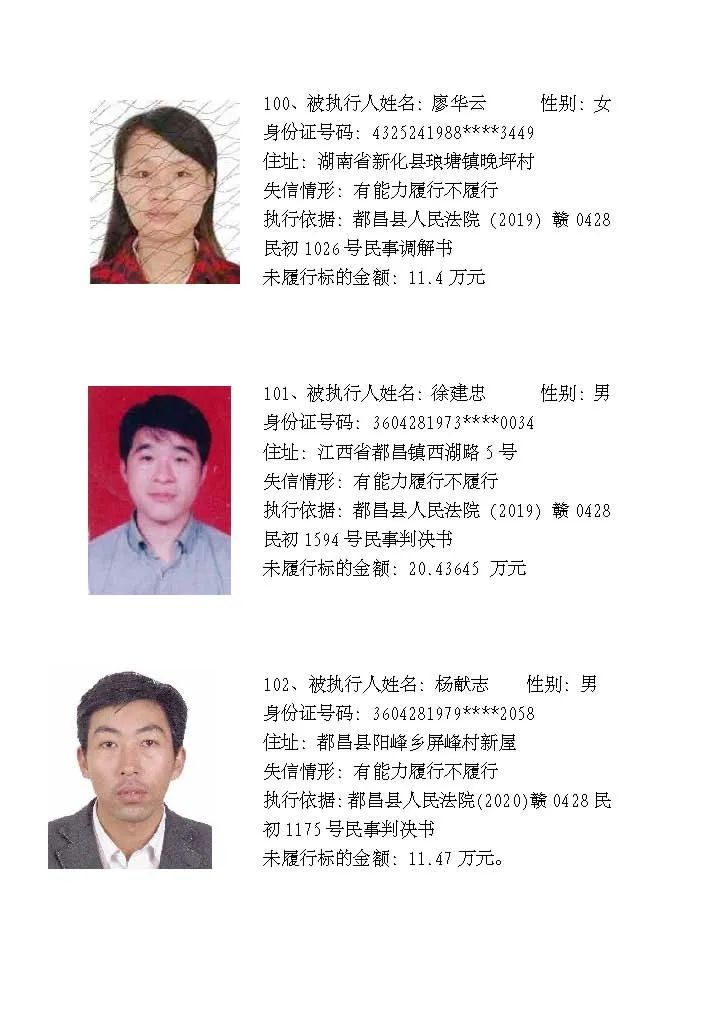 100、被执行人姓名：廖华云 性别：女
身份证号码：4325241988****3449
住址：湖南省新化县琅塘镇晚坪村
失信情形：有能力履行不履行
执行依据：都昌县人民法院（2019）赣 0428
民初 1026 号民事调解书
未履行标的金额：11.4 万元
101、被执行人姓名：徐建忠 性别：男
身份证号码：3604281973****0034
住址：江西省都昌镇西湖路 5 号
失信情形：有能力履行不履行
执行依据：都昌县人民法院（2019）赣 0428
民初 1594 号民事判决书
未履行标的金额：20.43645 万元
102、被执行人姓名：杨献志 性别：男
身份证号码：3604281979****2058
住址：都昌县阳峰乡屏峰村新屋
失信情形：有能力履行不履行
执行依据：都昌县人民法院(2020)赣 0428 民
初 1175 号民事判决书
未履行标的金额：11.47 万元。